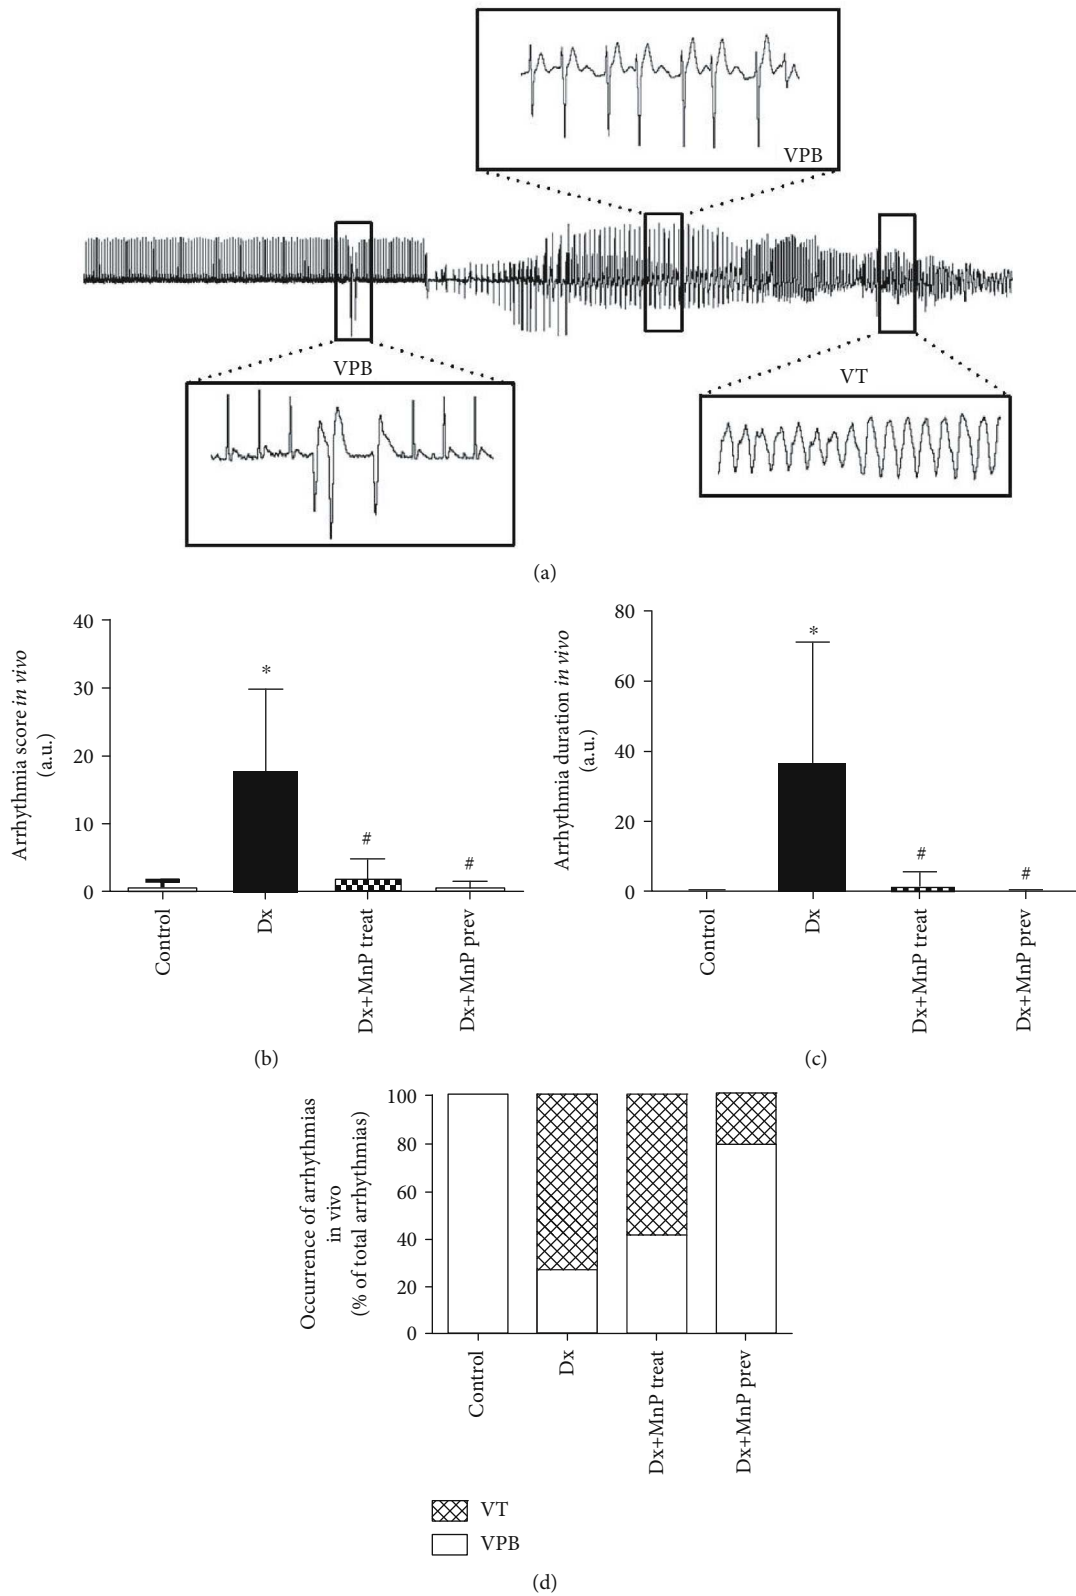 VPB
VPB
VT
(a)
Arrhythmia score in vivo
(a.u.)
40
30
20
10
0
*
#
#
Control
Dx
Dx+MnP treat
Dx+MnP prev
(b)
Arrhythmia duration in vivo
(a.u.)
80
60
40
20
0
*
#
#
Control
Dx
Dx+MnP treat
Dx+MnP prev
(c)
Occurrence of arrhythmias
in vivo
(% of total arrhythmias)
100
80
60
40
20
0
Control
Dx
Dx+MnP treat
Dx+MnP prev
VT
VPB
(d)